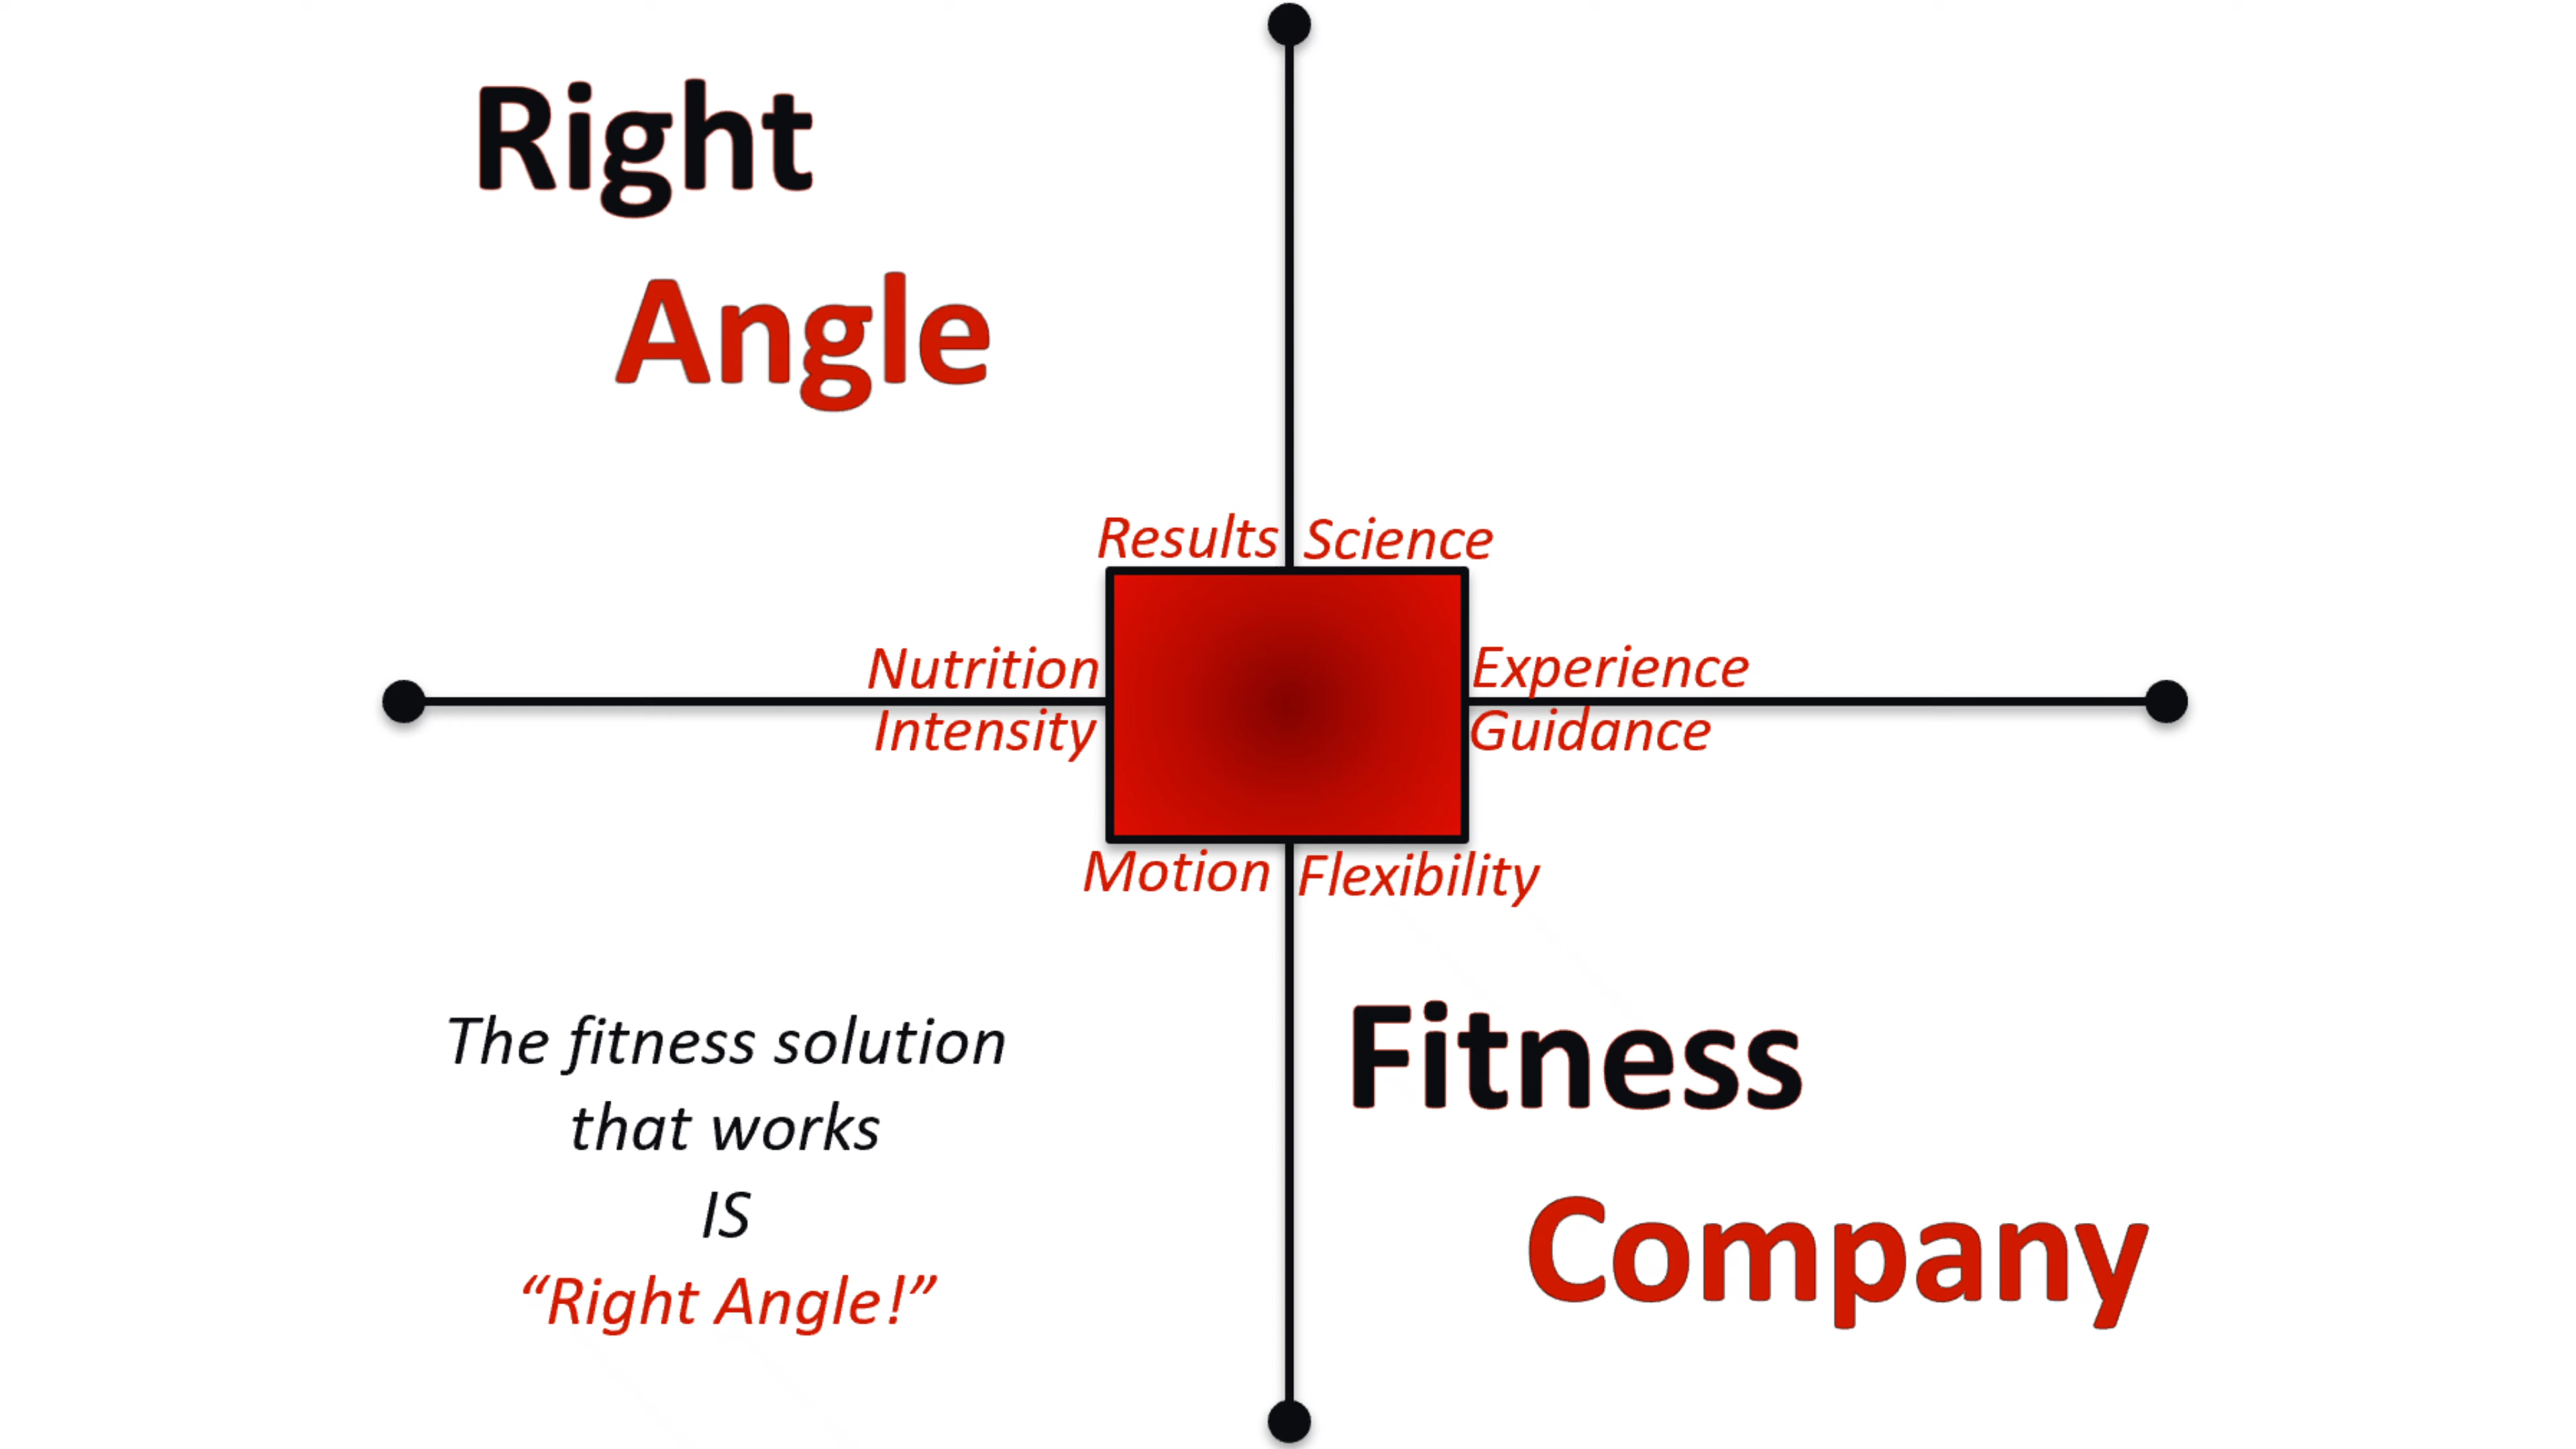 Right
Angle
Results Science
Nutrition Experience
Intensity Guidance
Motion Flexibility
The fitness solution
that works
IS
“Right Angle!”
Fitness
Company